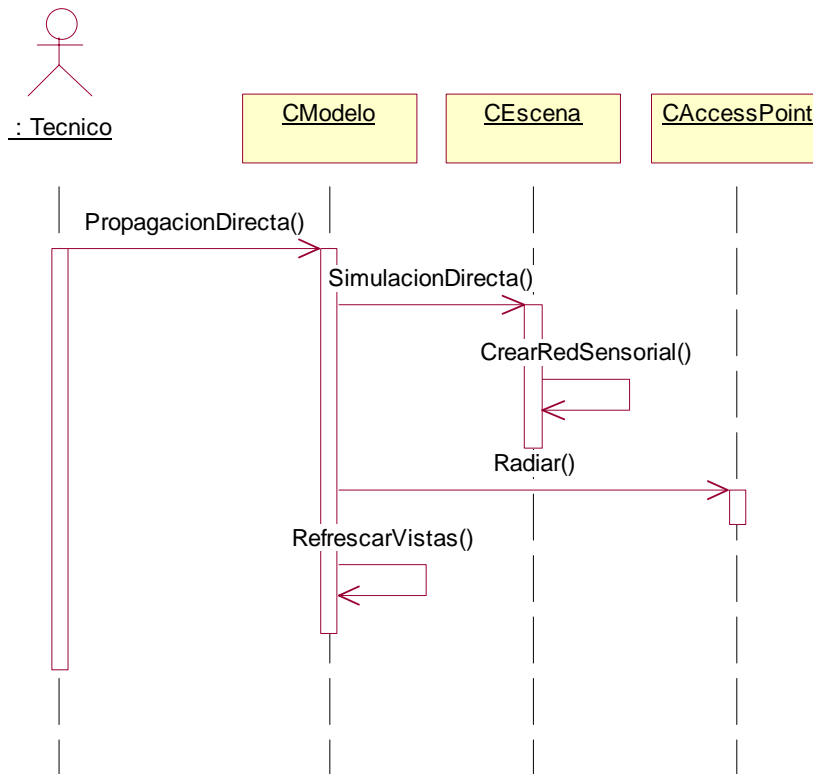 : Tecnico
CModelo
CEscena
CAccessPoint
PropagacionDirecta()
SimulacionDirecta()
CrearRedSensorial()
Radiar()
RefrescarVistas()